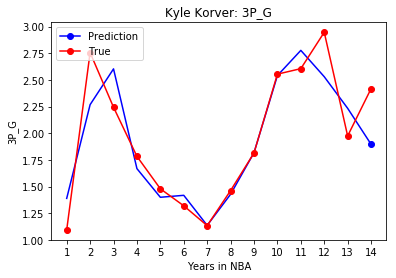 Kyle Korver: 3P_G
Prediction
True
3P_G
3.00
2.75
2.50
2.25
2.00
1.75
1.50
1.25
1.00
1 2 3 4 5 6 7 8 9 10 11 12 13 14
Years in NBA